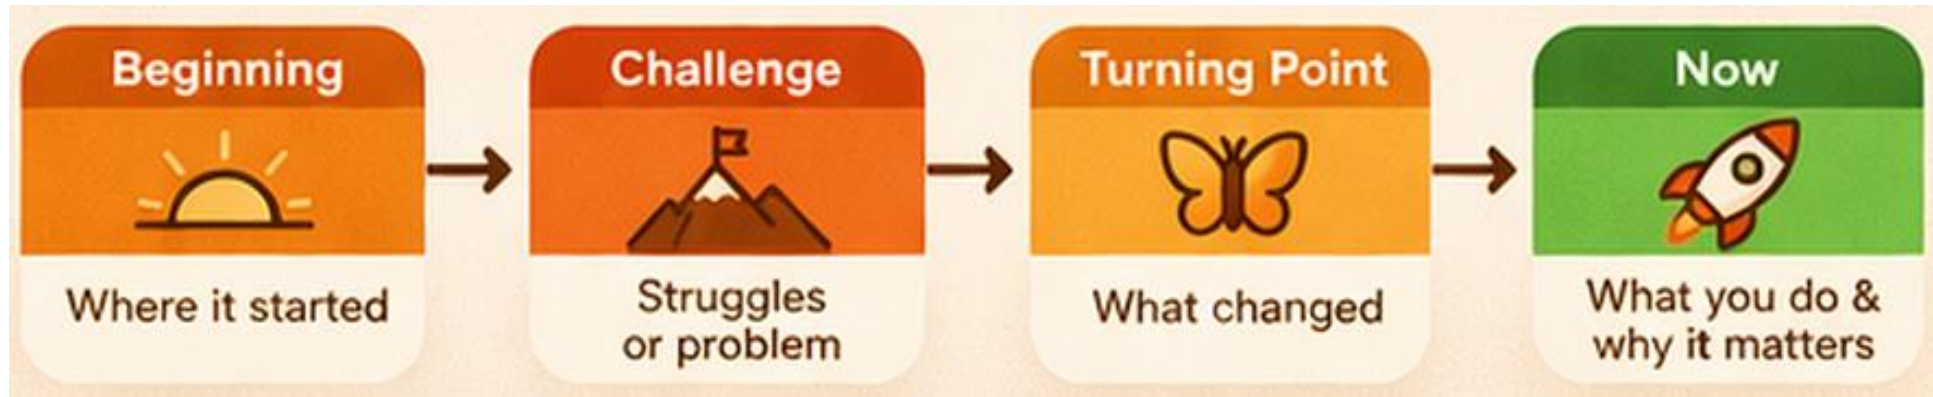 Beginning
Where it started
Challenge
Struggles
or problem
Turning Point
What changed
Now
What you do &
why it matters